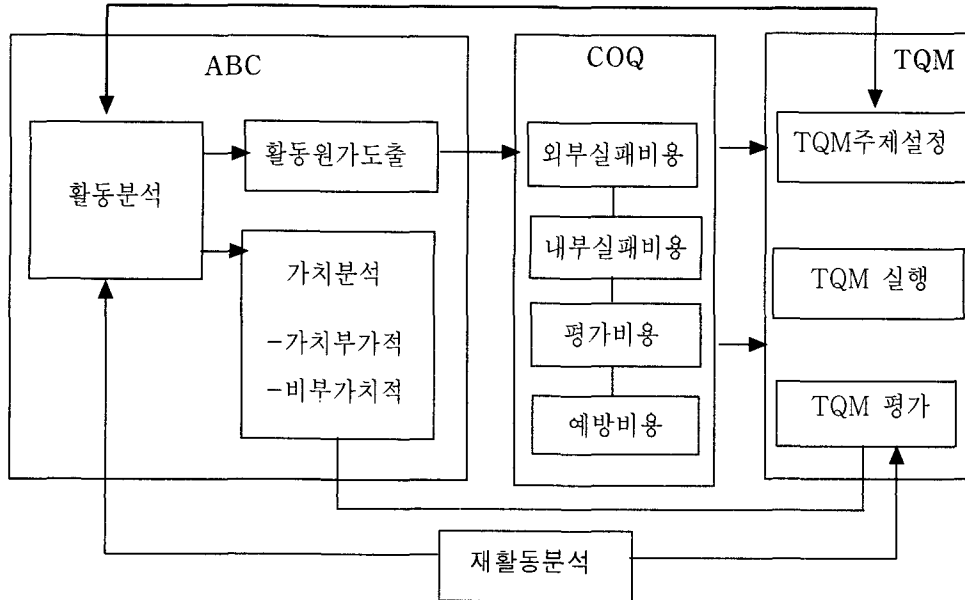 ABC
활동분석
활동원가도출
가치분석
-가치부가적
-비부가치적
COQ
외부실패비용
내부실패비용
평가비용
예방비용
TQM
TQM주제설정
TQM 실행
TQM 평가
재활동분석